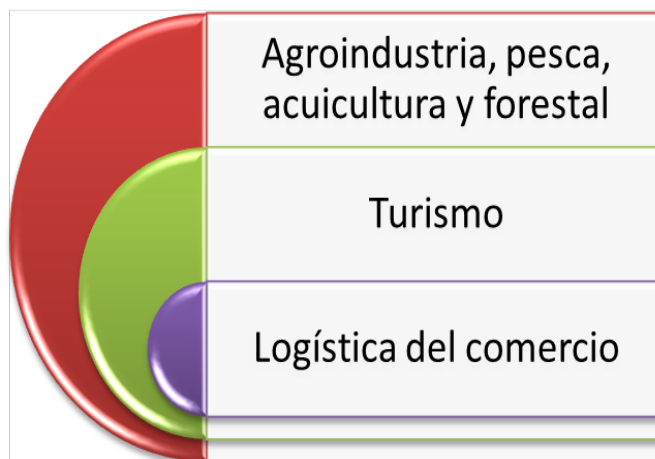 Agroindustria, pesca,
acuicultura y forestal
Turismo
Logística del comercio